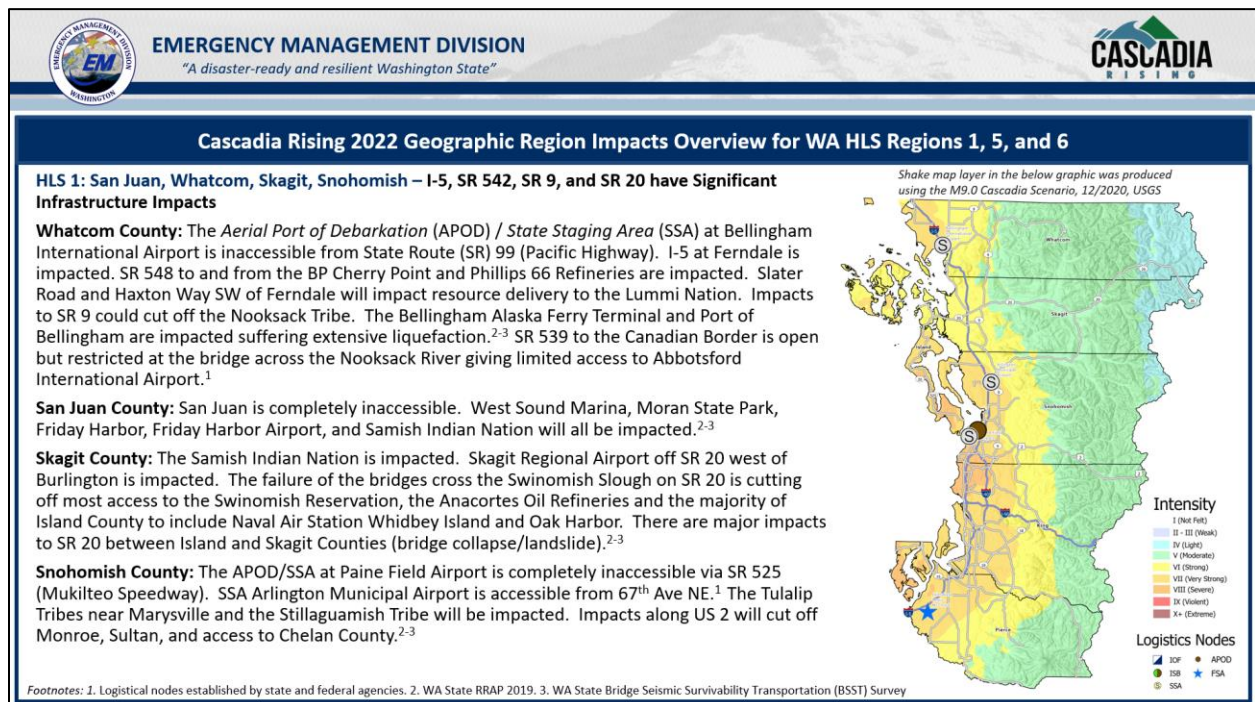 EMERGENCY MANAGEMENT DIVISION
"A disaster-ready and resilient Washington State"
EM
WASHINGTON
CASCADIA
RISING
Cascadia Rising 2022 Geographic Region Impacts Overview for WA HLS Regions 1, 5, and 6
HLS 1: San Juan, Whatcom, Skagit, Snohomish – I-5, SR 542, SR 9, and SR 20 have Significant
Infrastructure Impacts
Whatcom County: The Aerial Port of Debarkation (APOD) / State Staging Area (SSA) at Bellingham
International Airport is inaccessible from State Route (SR) 99 (Pacific Highway). I-5 at Ferndale is
impacted. SR 548 to and from the BP Cherry Point and Phillips 66 Refineries are impacted. Slater
Road and Haxton Way SW of Ferndale will impact resource delivery to the Lummi Nation. Impacts
to SR 9 could cut off the Nooksack Tribe. The Bellingham Alaska Ferry Terminal and Port of
Bellingham are impacted suffering extensive liquefaction.2-3 SR 539 to the Canadian Border is open
but restricted at the bridge across the Nooksack River giving limited access to Abbotsford
International Airport.1
San Juan County: San Juan is completely inaccessible. West Sound Marina, Moran State Park,
Friday Harbor, Friday Harbor Airport, and Samish Indian Nation will all be impacted.2-3
Skagit County: The Samish Indian Nation is impacted. Skagit Regional Airport off SR 20 west of
Burlington is impacted. The failure of the bridges cross the Swinomish Slough on SR 20 is cutting
off most access to the Swinomish Reservation, the Anacortes Oil Refineries and the majority of
Island County to include Naval Air Station Whidbey Island and Oak Harbor. There are major impacts
to SR 20 between Island and Skagit Counties (bridge collapse/landslide).2-3
Snohomish County: The APOD/SSA at Paine Field Airport is completely inaccessible via SR 525
(Mukilteo Speedway). SSA Arlington Municipal Airport is accessible from 67th Ave NE.1 The Tulalip
Tribes near Marysville and the Stillaguamish Tribe will be impacted. Impacts along US 2 will cut off
Monroe, Sultan, and access to Chelan County.2-3
Shake map layer in the below graphic was produced
using the M9.0 Cascadia Scenario, 12/2020, USGS
Whatcom
S
Skagit
Island
S
Snohomish
S
King
Pierce
Intensity
I (Not Felt)
II - III (Weak)
IV (Light)
V (Moderate)
VI (Strong)
VII (Very Strong)
VIII (Severe)
IX (Violent)
X+ (Extreme)
Logistics Nodes
IOF
APOD
ISB
FSA
S SSA
Footnotes: 1. Logistical nodes established by state and federal agencies. 2. WA State RRAP 2019. 3. WA State Bridge Seismic Survivability Transportation (BSST) Survey